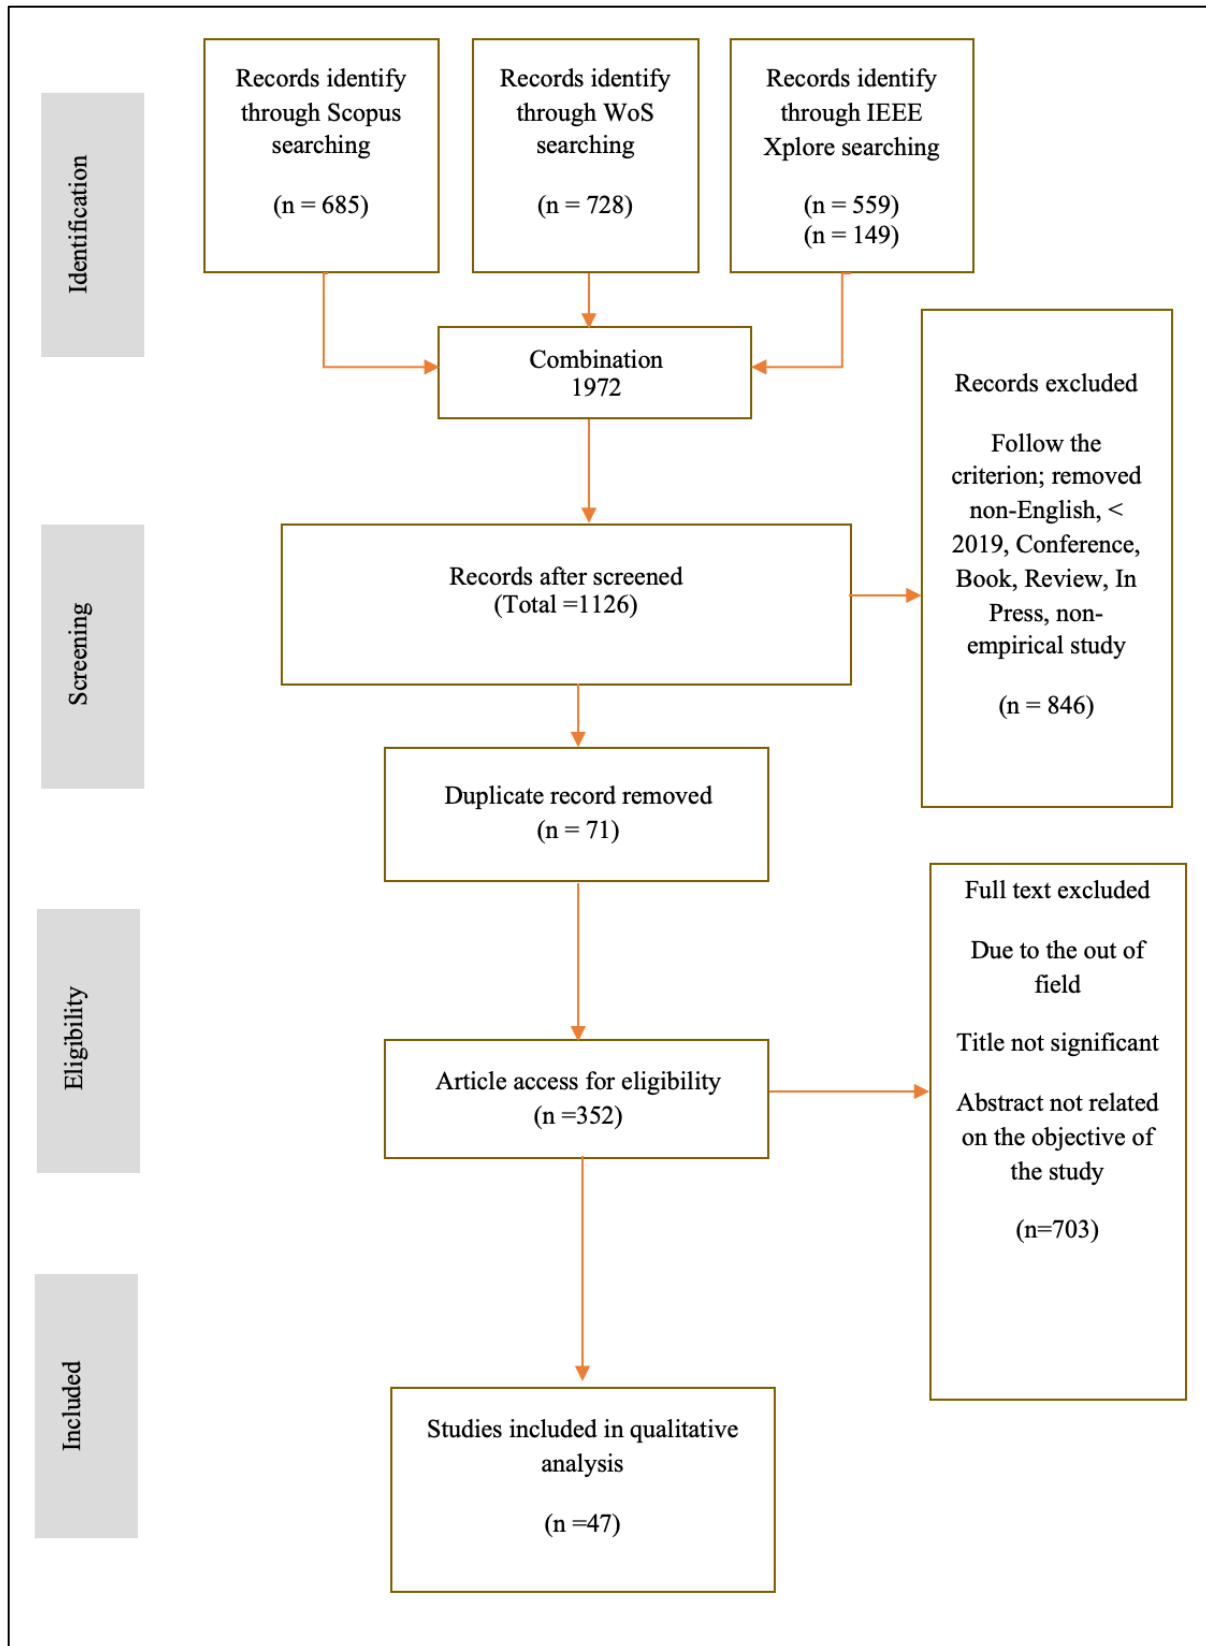 Identification
Records identify
through Scopus
searching
(n = 685)
Records identify
through WoS
searching
(n = 728)
Records identify
through IEEE
Xplore searching
(n = 559)
(n = 149)
Combination
1972
Records excluded
Follow the
criterion; removed
non-English, <
2019, Conference,
Book, Review, In
Press, non-
empirical study
(n = 846)
Screening
Records after screened
(Total =1126)
Duplicate record removed
(n = 71)
Eligibility
Article access for eligibility
(n =352)
Full text excluded
Due to the out of
field
Title not significant
Abstract not related
on the objective of
the study
(n=703)
Included
Studies included in qualitative
analysis
(n =47)